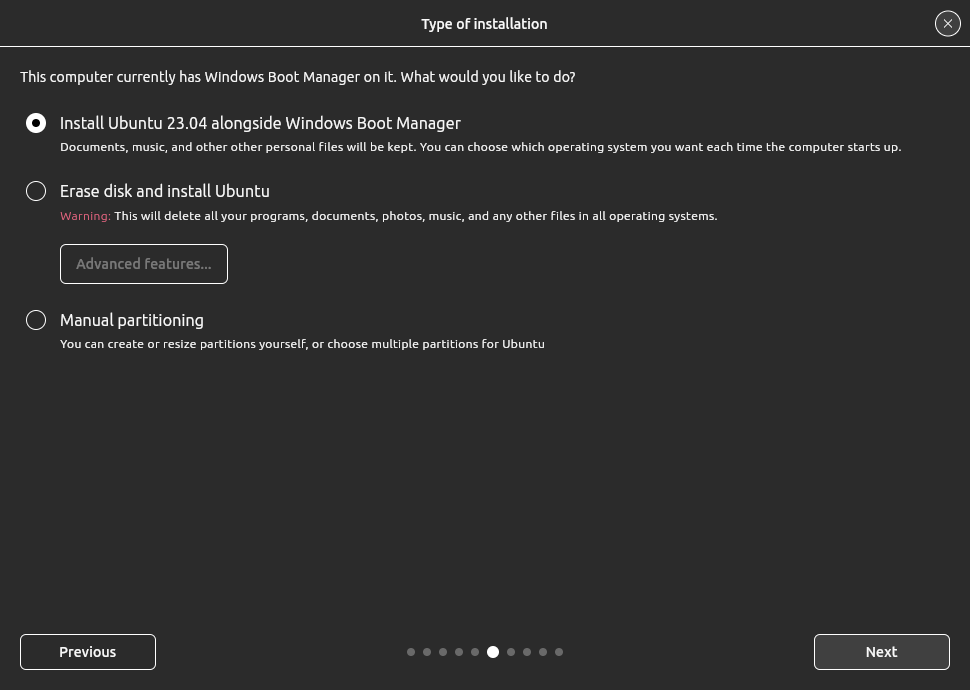 Type of installation
This computer currently has Windows Boot Manager on it. What would you like to do?
Install Ubuntu 23.04 alongside Windows Boot Manager
Documents, music, and other other personal files will be kept. You can choose which operating system you want each time the computer starts up.
Erase disk and install Ubuntu
Warning: This will delete all your programs, documents, photos, music, and any other files in all operating systems.
Advanced features...
Manual partitioning
You can create or resize partitions yourself, or choose multiple partitions for Ubuntu
Previous
Next